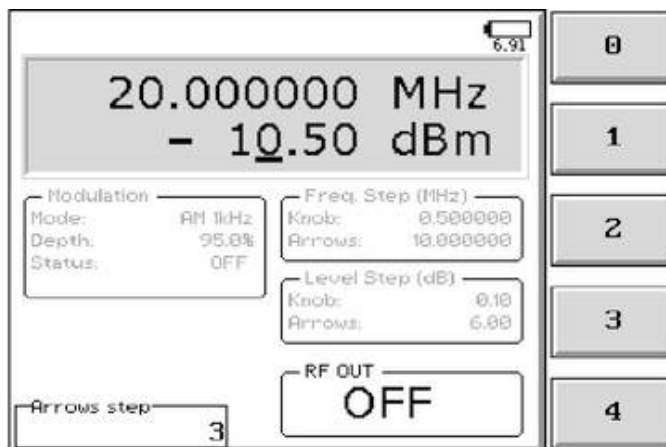 6.91
20.000000 MHz
- 10.50 dBm
Modulation
Mode: AM 1kHz
Depth: 95.0%
Status: OFF
Freq. Step (MHz)
Knob: 0.500000
Arrows: 10.000000
Level Step (dB)
Knob: 0.10
Arrows: 6.00
RF OUT
OFF
Arrows step
3
0
1
2
3
4